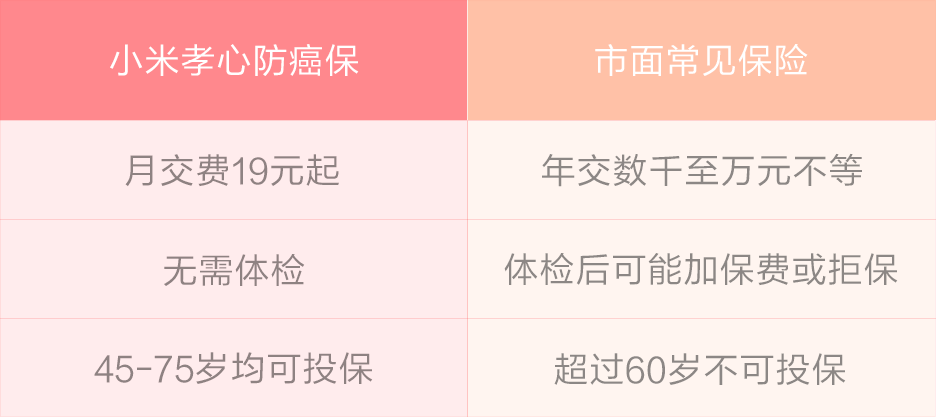 小米孝心防癌保
市面常见保险
月交费19元起
年交数千至万元不等
无需体检
体检后可能加保费或拒保
45-75岁均可投保
超过60岁不可投保